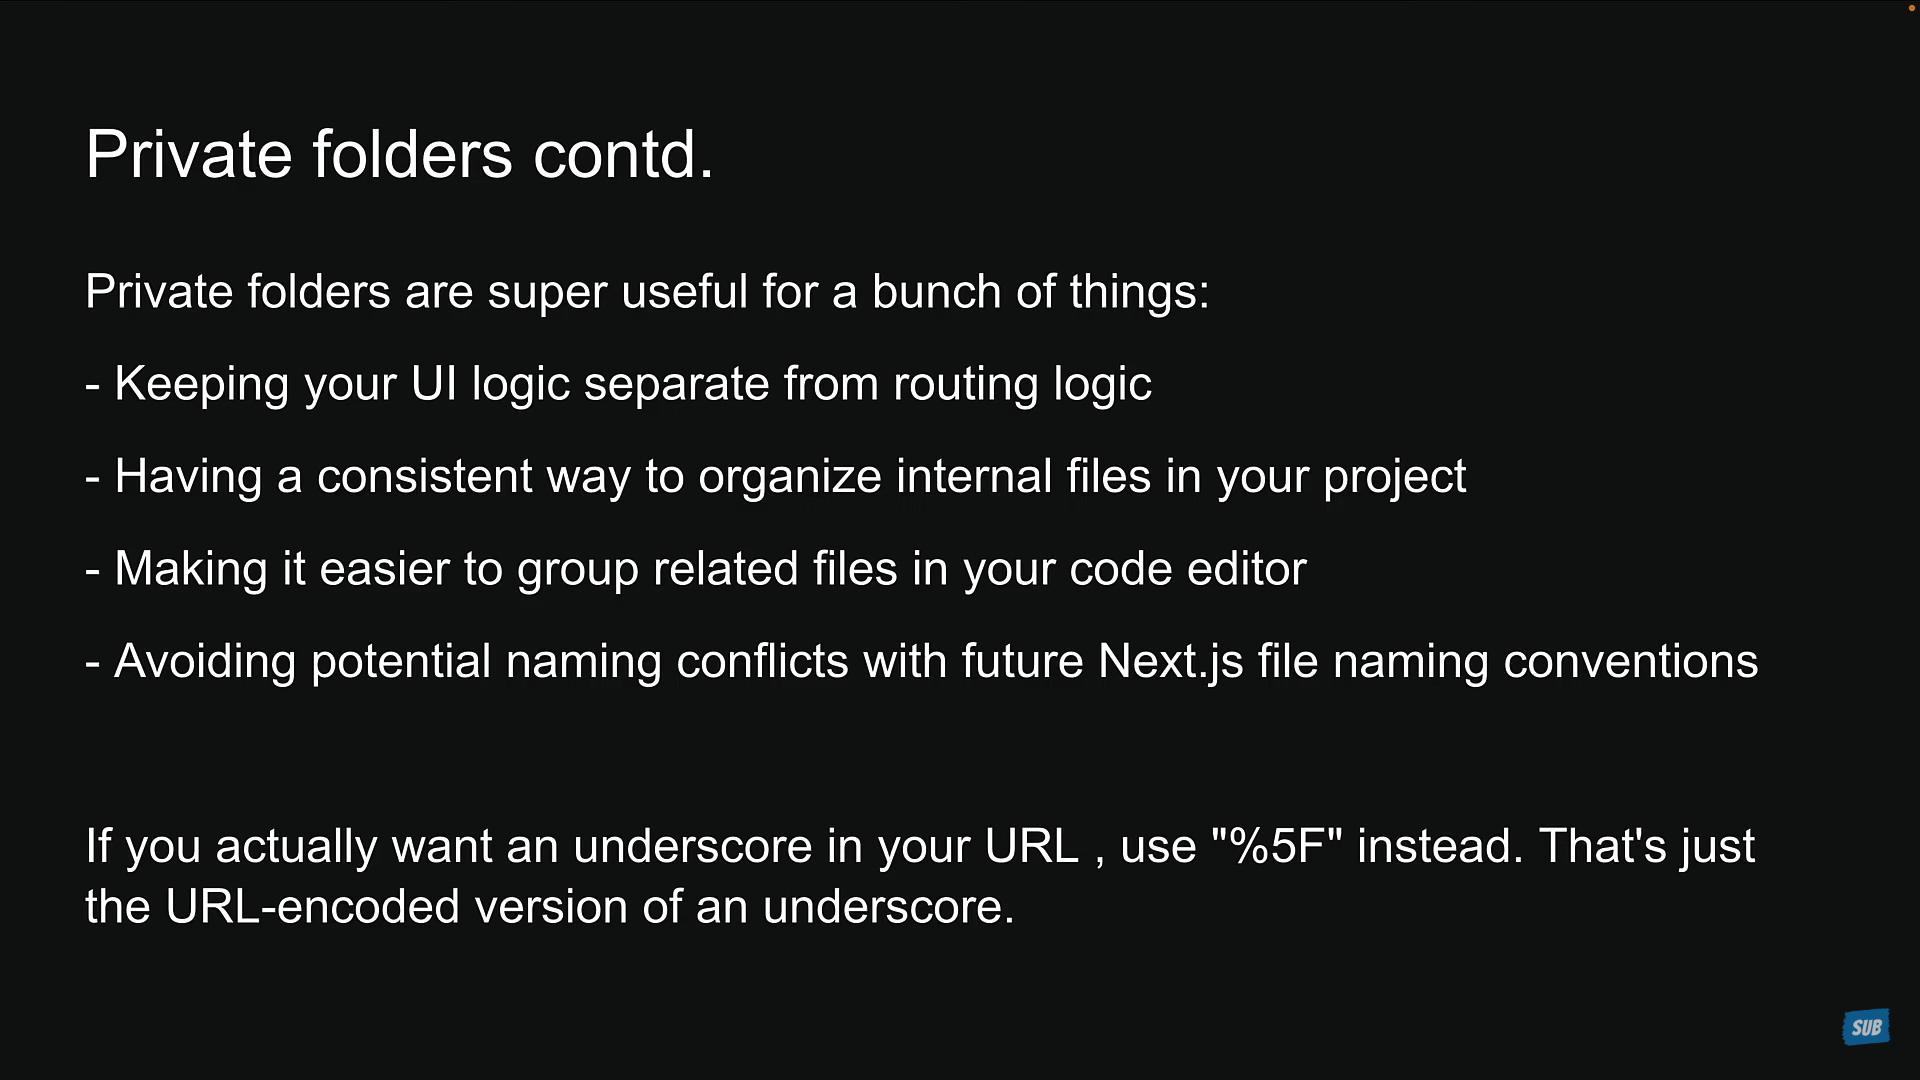 Private folders contd.
Private folders are super useful for a bunch of things:
- Keeping your UI logic separate from routing logic
- Having a consistent way to organize internal files in your project
- Making it easier to group related files in your code editor
- Avoiding potential naming conflicts with future Next.js file naming conventions
If you actually want an underscore in your URL , use "%5F" instead. That's just
the URL-encoded version of an underscore.
SUB